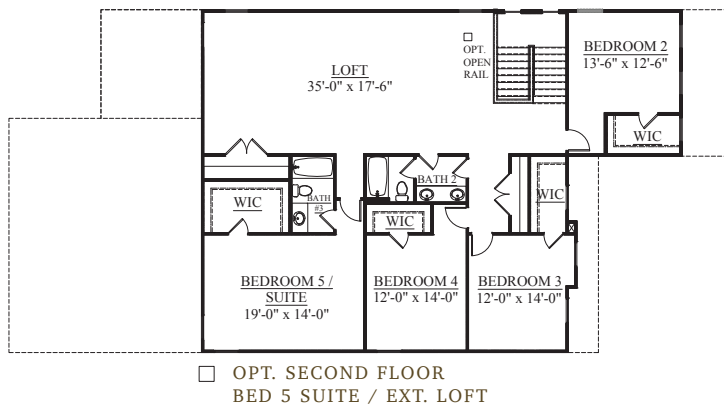 OPT.
OPEN
RAIL
BEDROOM 2
13'-6" x 12'-6"
LOFT
35'-0" x 17'-6"
WIC
BATH 2
BATH
#3
WIC
WIC
WIC
BEDROOM 5 /
SUITE
19'-0" x 14'-0"
BEDROOM 4
12'-0" x 14'-0"
BEDROOM 3
12'-0" x 14'-0"
OPT. SECOND FLOOR
BED 5 SUITE / EXT. LOFT